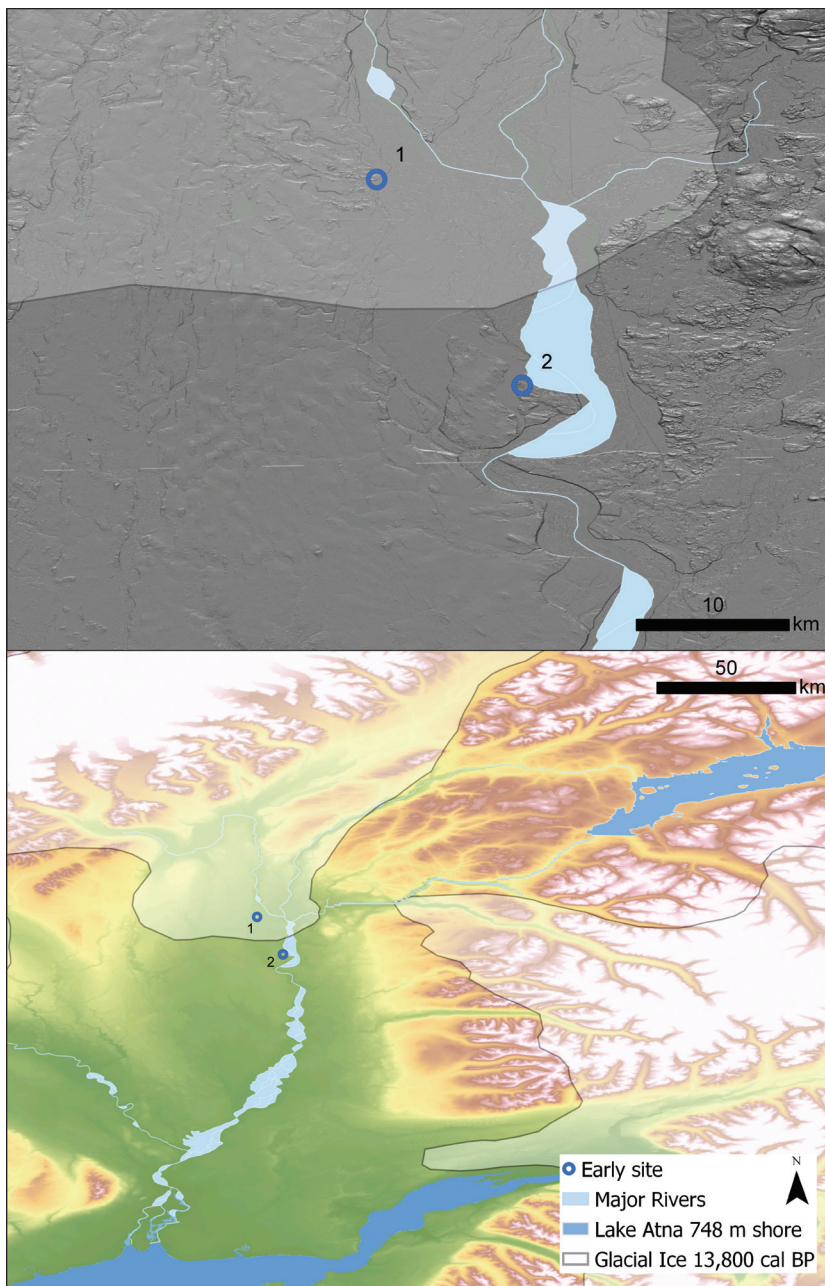 1
2
10
km
50
km
1
2
Early site
N
Major Rivers
Lake Atna 748 m shore
Glacial Ice 13,800 cal BP